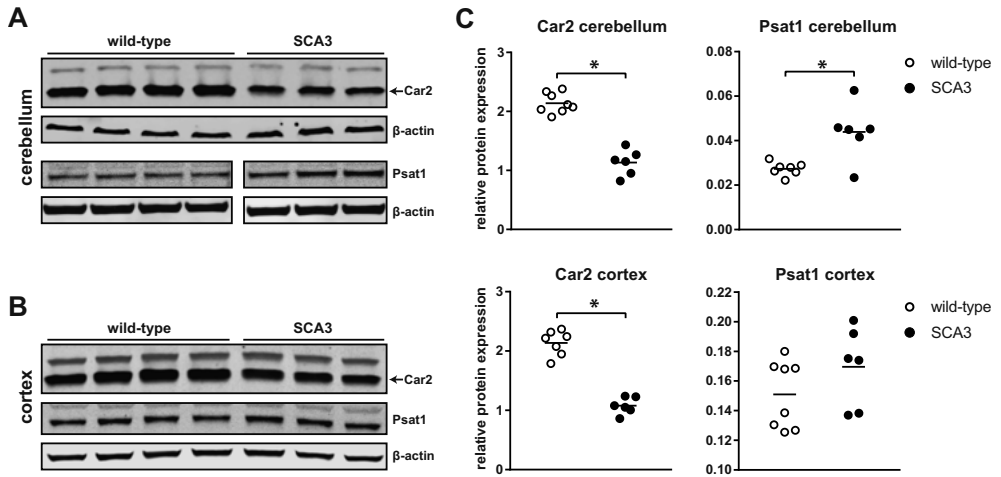 A
wild-type SCA3
cerebellum
Car2
β-actin
Psat1
β-actin
B
wild-type SCA3
cortex
Car2
Psat1
β-actin
C
Car2 cerebellum
relative protein expression
3
2
1
0
*
Psat1 cerebellum
0.08
0.06
0.04
0.02
0.00
*
wild-type
SCA3
Car2 cortex
relative protein expression
3
2
1
0
*
Psat1 cortex
0.22
0.20
0.18
0.16
0.14
0.12
0.10
wild-type
SCA3